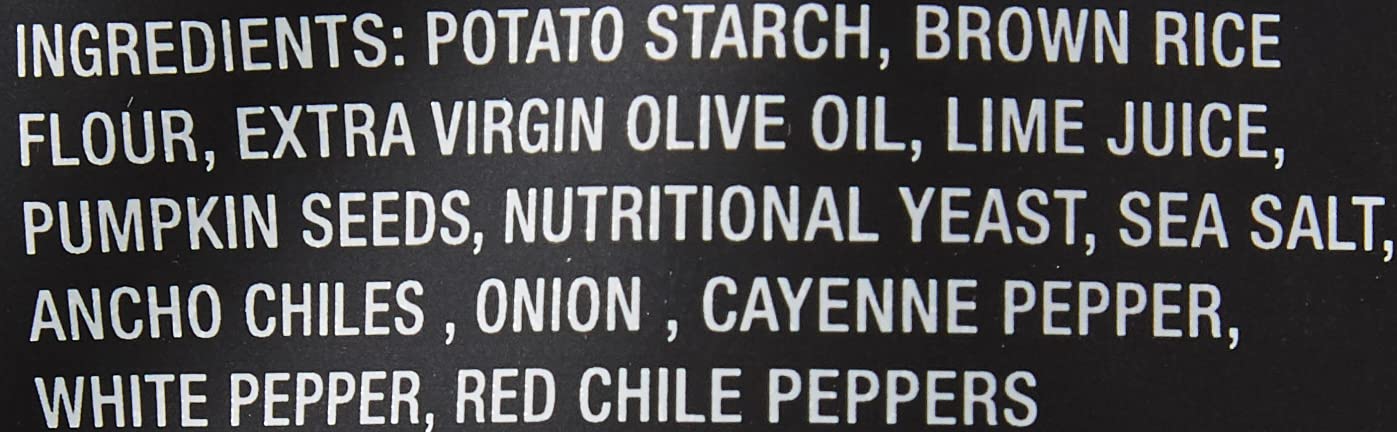 INGREDIENTS: POTATO STARCH, BROWN RICE
FLOUR, EXTRA VIRGIN OLIVE OIL, LIME JUICE,
PUMPKIN SEEDS, NUTRITIONAL YEAST, SEA SALT,
ANCHO CHILES , ONION , CAYENNE PEPPER,
WHITE PEPPER, RED CHILE PEPPERS